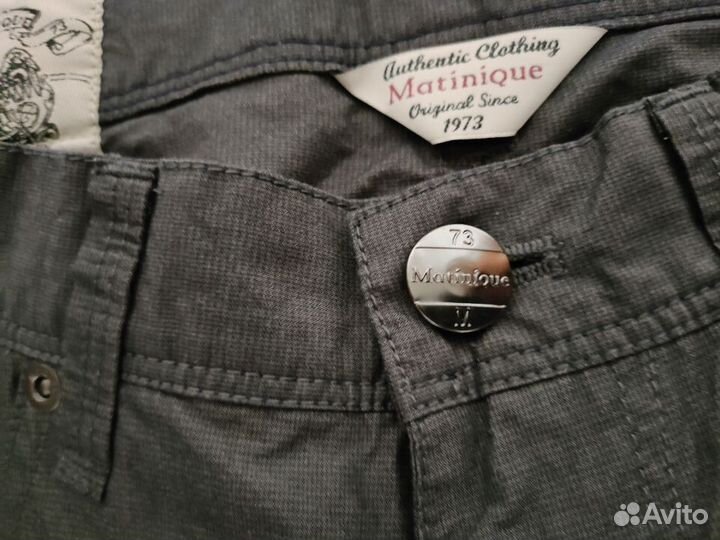 Authentic Clothing
Matinique
Original Since
1973
73
Matinique
M
Avito